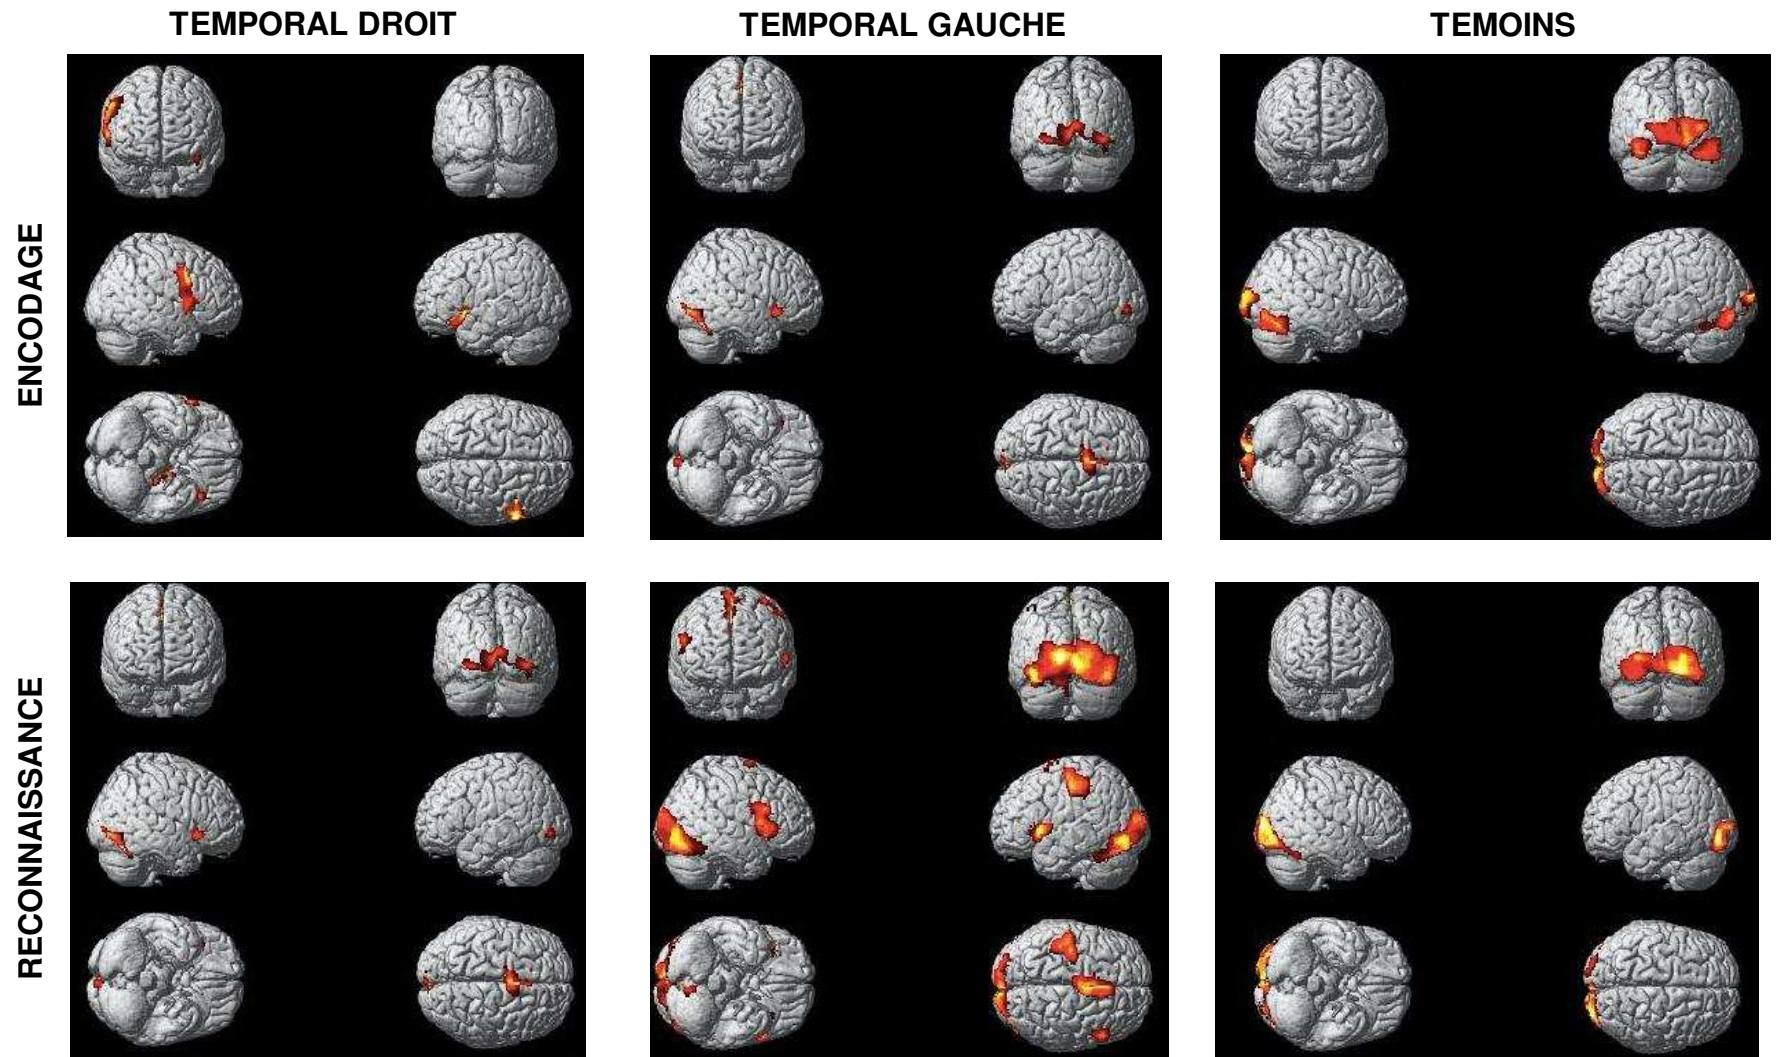 TEMPORAL DROIT
TEMPORAL GAUCHE
TEMOINS
ENCODAGE
RECONNAISSANCE